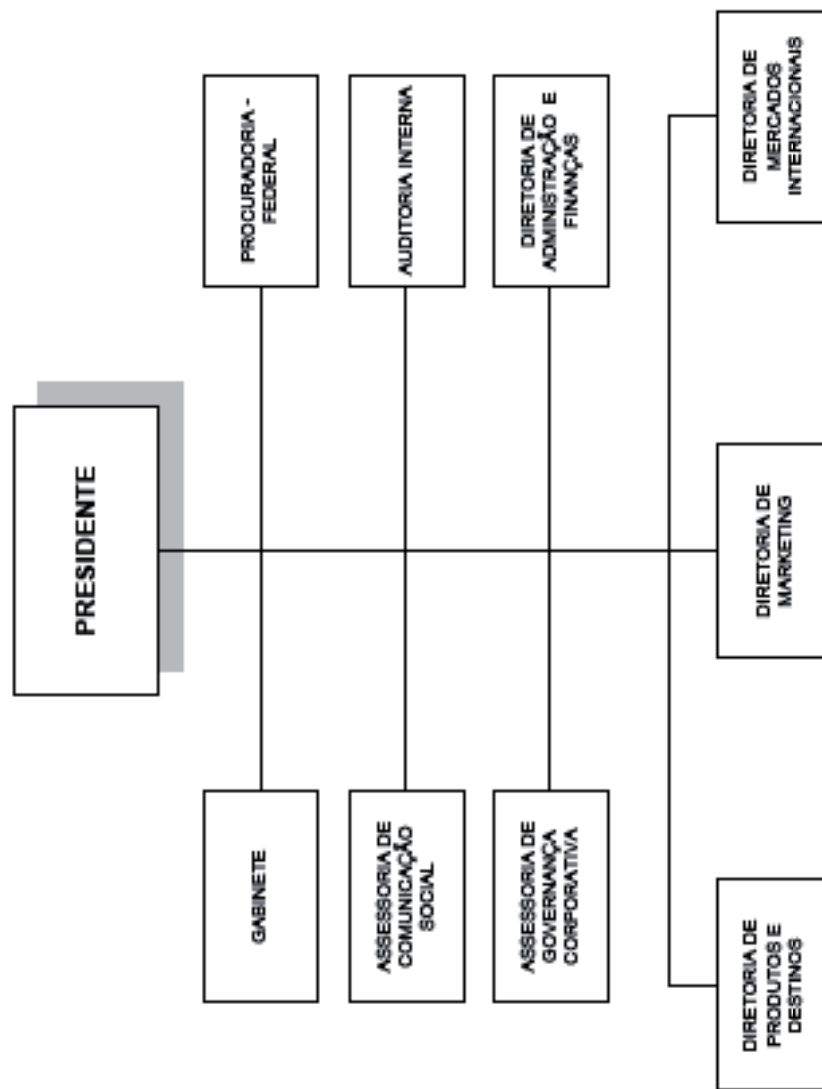 PRESIDENTE
GABINETE
PROCURADORIA -
FEDERAL
ASSESSORIA DE
COMUNICAÇÃO
SOCIAL
AUDITORIA INTERNA
ASSESSORIA DE
GOVERNANÇA
CORPORATIVA
DIRETORIA DE
ADMINISTRAÇÃO E
FINANÇAS
DIRETORIA DE
PRODUTOS E
DESTINOS
DIRETORIA DE
MARKETING
DIRETORIA DE
MERCADOS
INTERNACIONAIS